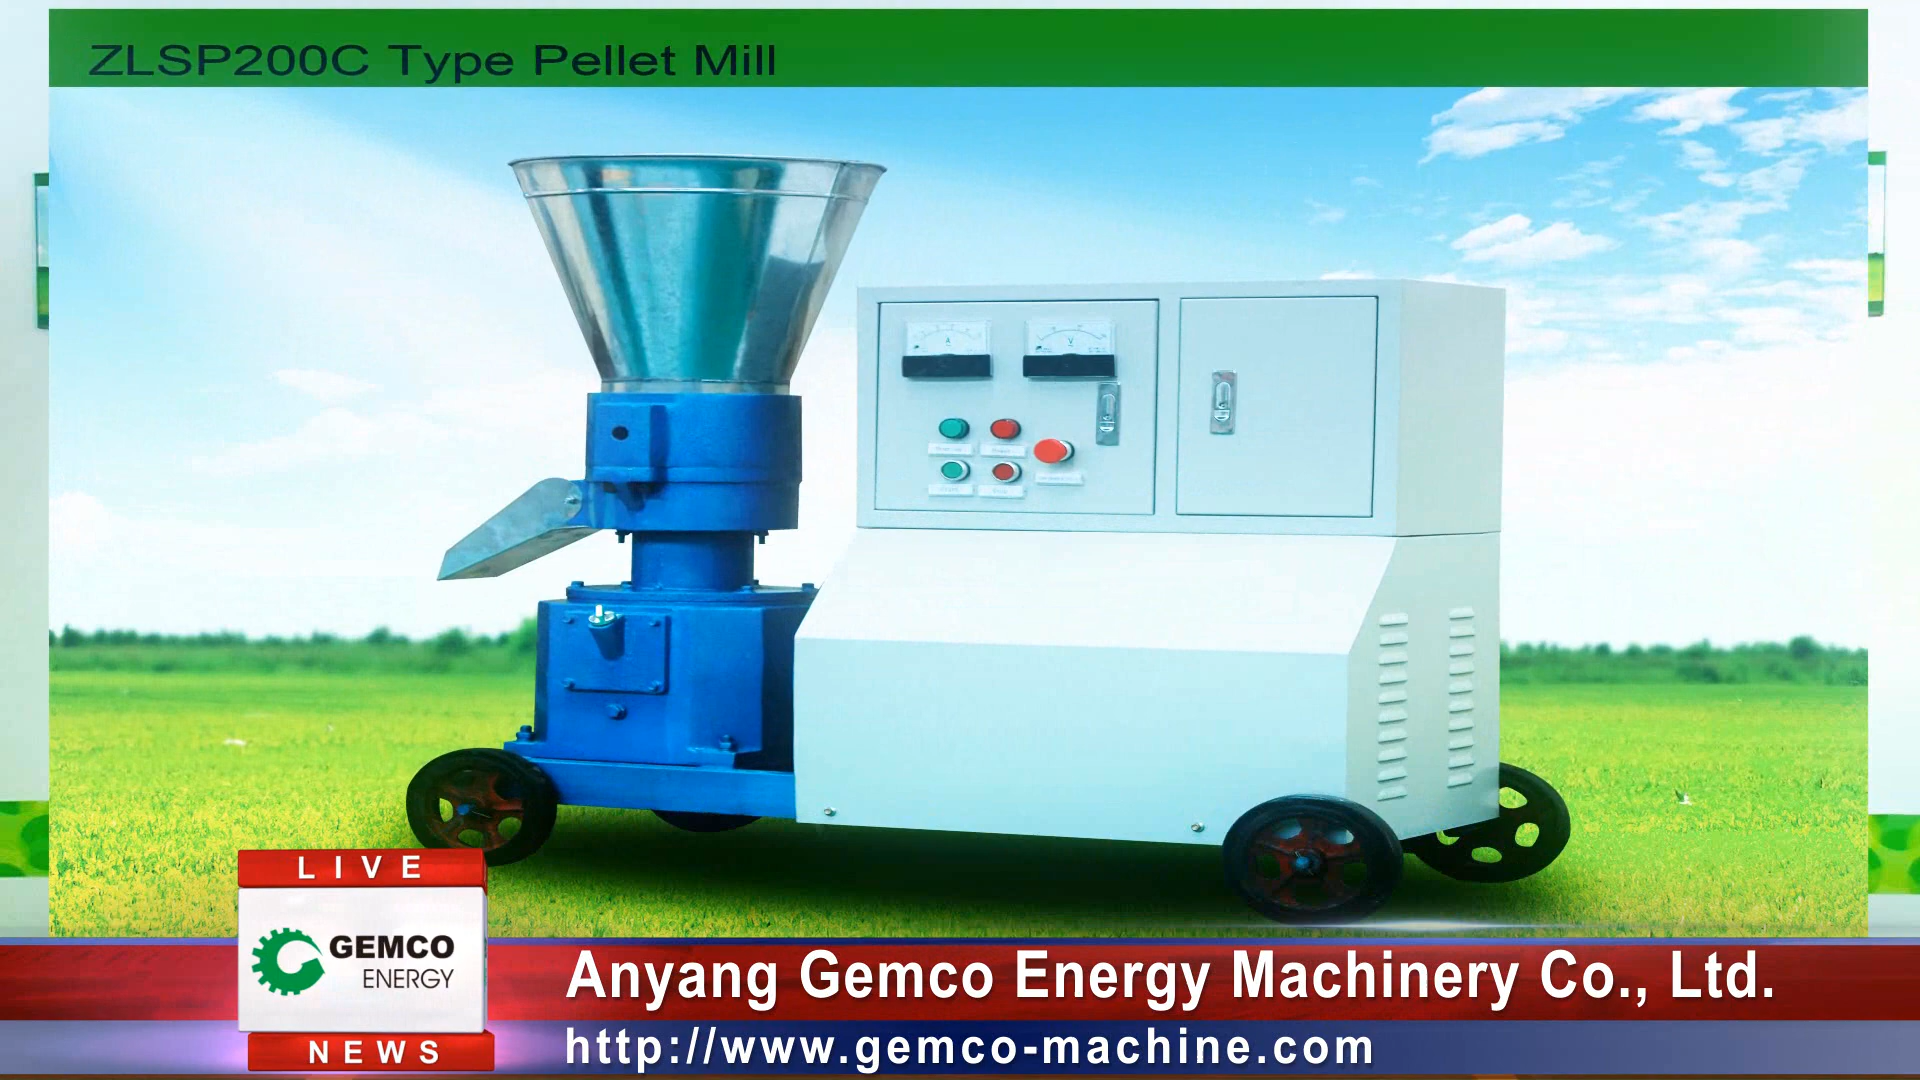 ZLSP200C Type Pellet Mill
A
V
LIVE
GEMCO
ENERGY
NEWS
Anyang Gemco Energy Machinery Co., Ltd.
http://www.gemco-machine.com